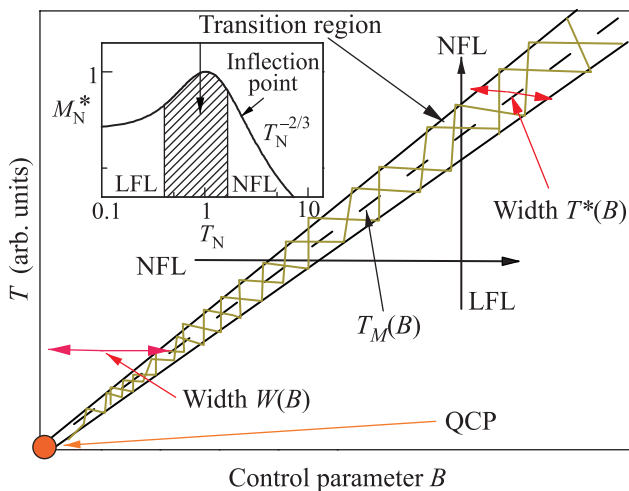 Transition region
NFL
Inflection
point
1
M_N*
T_N^{-2/3}
LFL
NFL
0.1
1
10
T_N
Width T*(B)
NFL
LFL
T_M(B)
T (arb. units)
Width W(B)
QCP
Control parameter B